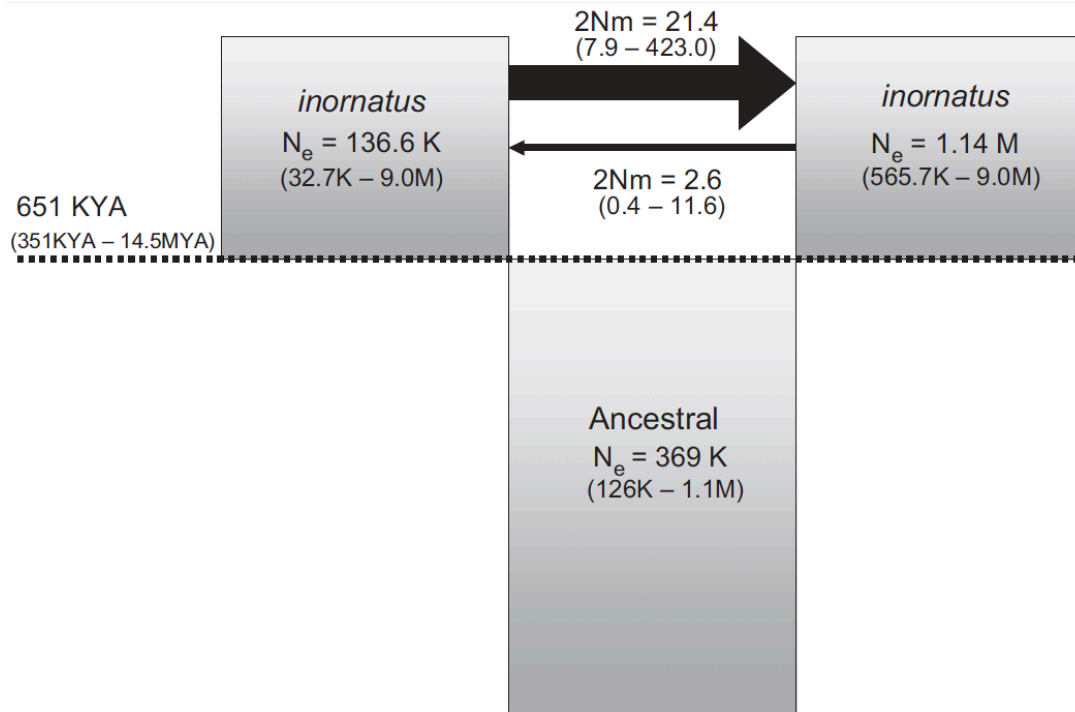 2Nm = 21.4
(7.9 – 423.0)
inornatus
Ne = 136.6 K
(32.7K – 9.0M)
inornatus
Ne = 1.14 M
(565.7K – 9.0M)
2Nm = 2.6
(0.4 – 11.6)
651 KYA
(351KYA – 14.5MYA)
Ancestral
Ne = 369 K
(126K – 1.1M)